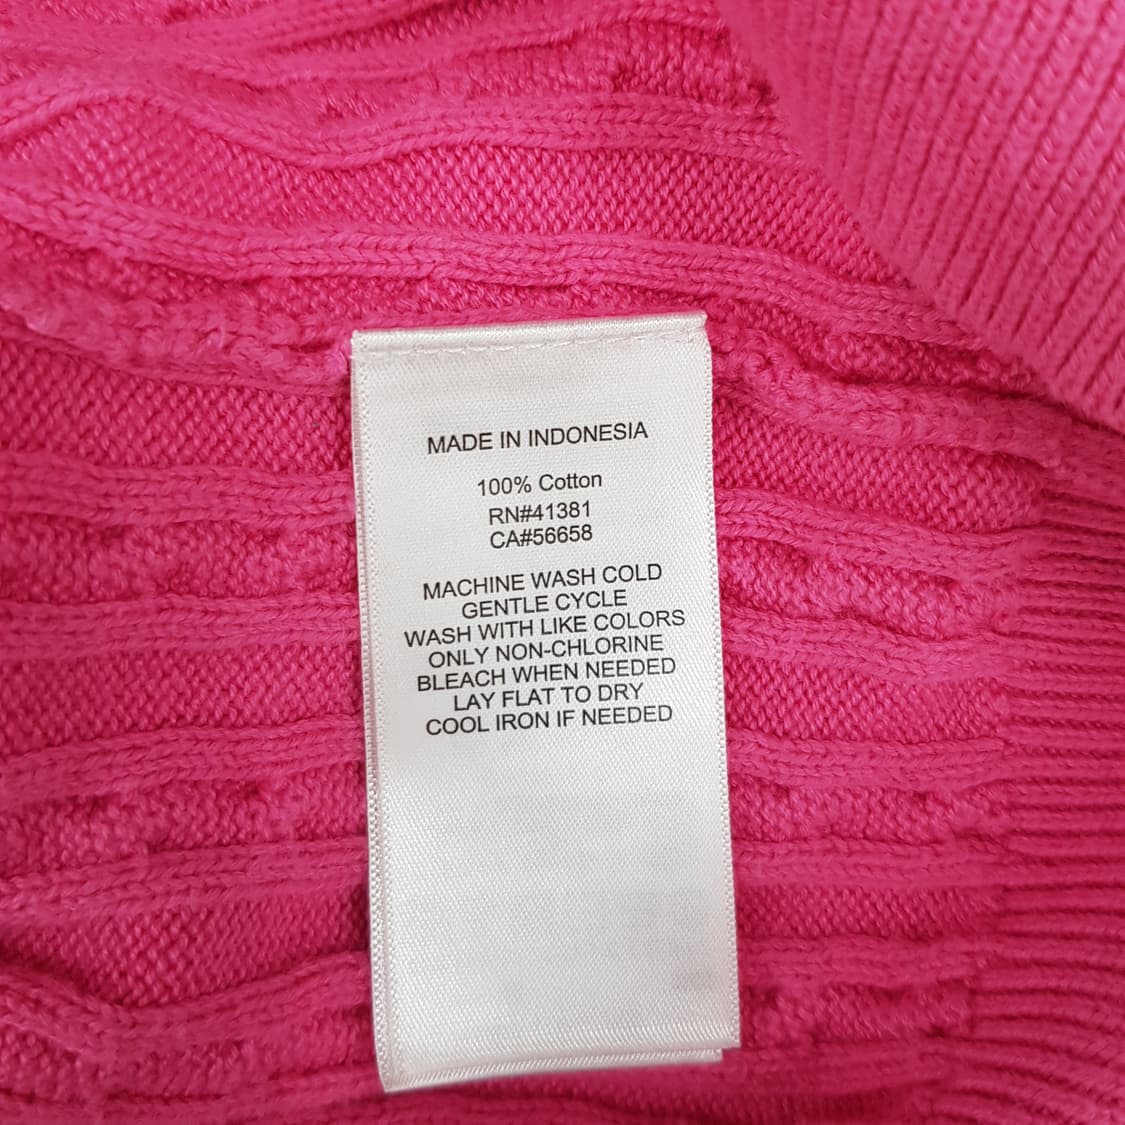 MADE IN INDONESIA
100% Cotton
RN#41381
CA#56658
MACHINE WASH COLD
GENTLE CYCLE
WASH WITH LIKE COLORS
ONLY NON-CHLORINE
BLEACH WHEN NEEDED
LAY FLAT TO DRY
COOL IRON IF NEEDED